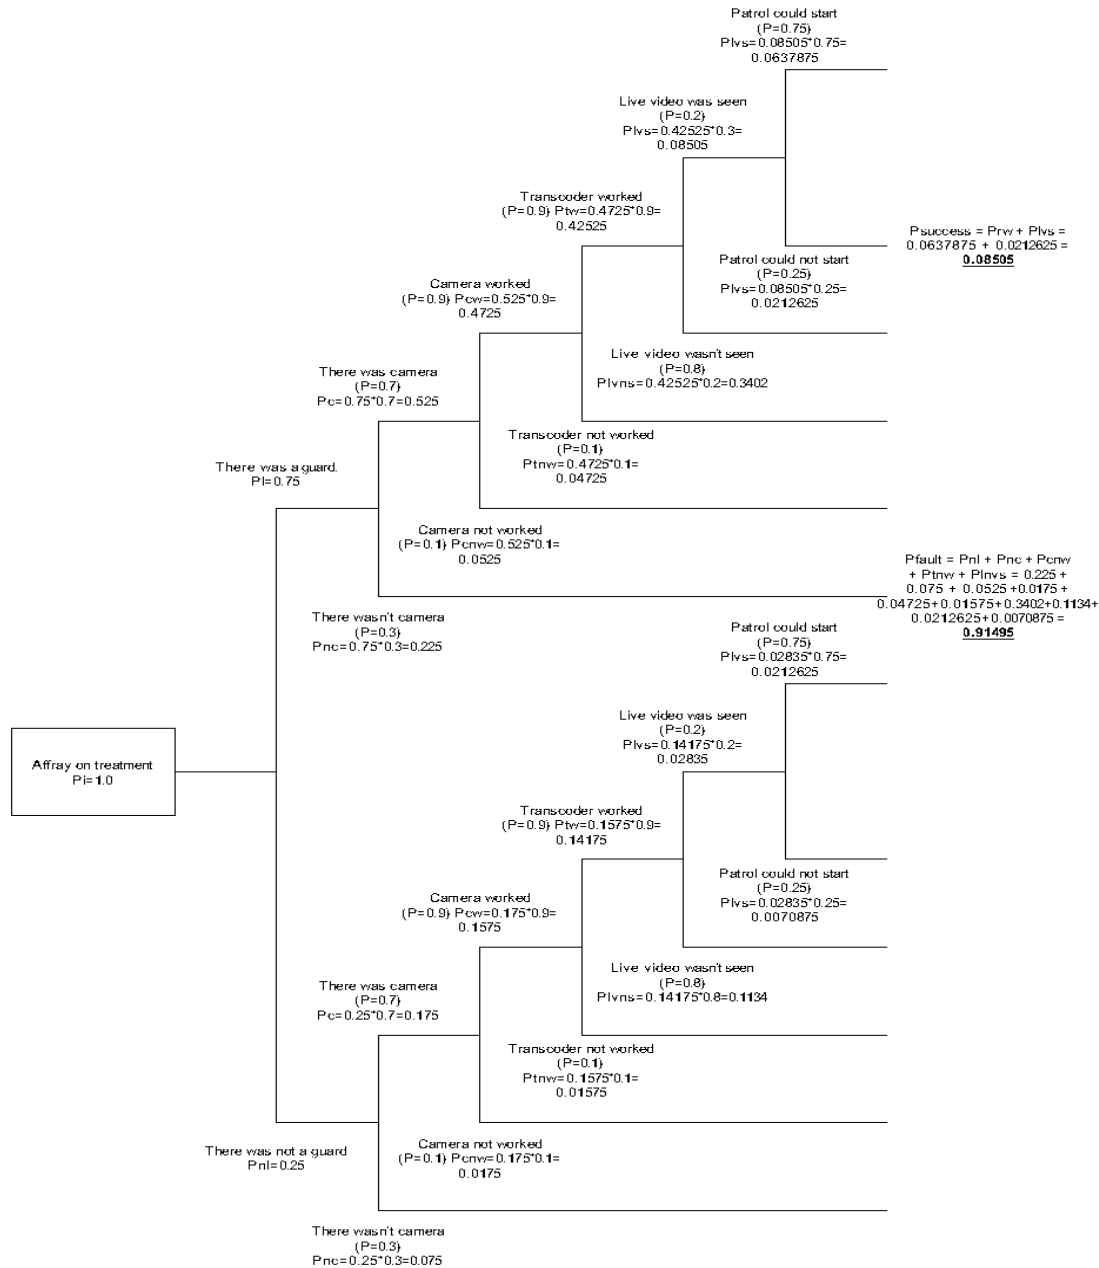 Patrol could start
(P=0.75)
Plvs=0.08505*0.75=
0.0637875
Live video was seen
(P=0.2)
Plvs=0.42525*0.3=
0.08505
Transcoder worked
(P=0.9) Ptw=0.4725*0.9=
0.42525
Psuccess = Prw + Plvs =
0.0637875 + 0.0212625 =
0.08505
Patrol could not start
(P=0.25)
Plvs=0.08505*0.25=
0.0212625
Camera worked
(P=0.9) Pcw=0.525*0.9=
0.4725
Live video wasn't seen
(P=0.8)
Plvns=0.42525*0.2=0.3402
There was camera
(P=0.7)
Pc=0.75*0.7=0.525
Transcoder not worked
(P=0.1)
Ptnw=0.4725*0.1=
0.04725
There was a guard.
Pl=0.75
Camera not worked
(P=0.1) Pcnw=0.525*0.1=
0.0525
Pfault = Pnl + Pnc + Pcnw
+ Ptnw + Plnvs = 0.225 +
0.075 + 0.0525 +0.0175+
0.04725+0.01575+0.3402+0.1134+
0.0212625+0.0070875 =
0.91495
There wasn't camera
(P=0.3)
Pnc=0.75*0.3=0.225
Patrol could start
(P=0.75)
Plvs=0.02835*0.75=
0.0212625
Live video was seen
(P=0.2)
Plvs=0.14175*0.2=
0.02835
Affray on treatment
Pi=1.0
Transcoder worked
(P=0.9) Ptw=0.1575*0.9=
0.14175
Patrol could not start
(P=0.25)
Plvs=0.02835*0.25=
0.0070875
Camera worked
(P=0.9) Pcw=0.175*0.9=
0.1575
Live video wasn't seen
(P=0.8)
Plvns=0.14175*0.8=0.1134
There was camera
(P=0.7)
Pc=0.25*0.7=0.175
Transcoder not worked
(P=0.1)
Ptnw=0.1575*0.1=
0.01575
There was not a guard
Pnl=0.25
Camera not worked
(P=0.1) Pcnw=0.175*0.1=
0.0175
There wasn't camera
(P=0.3)
Pnc=0.25*0.3=0.075